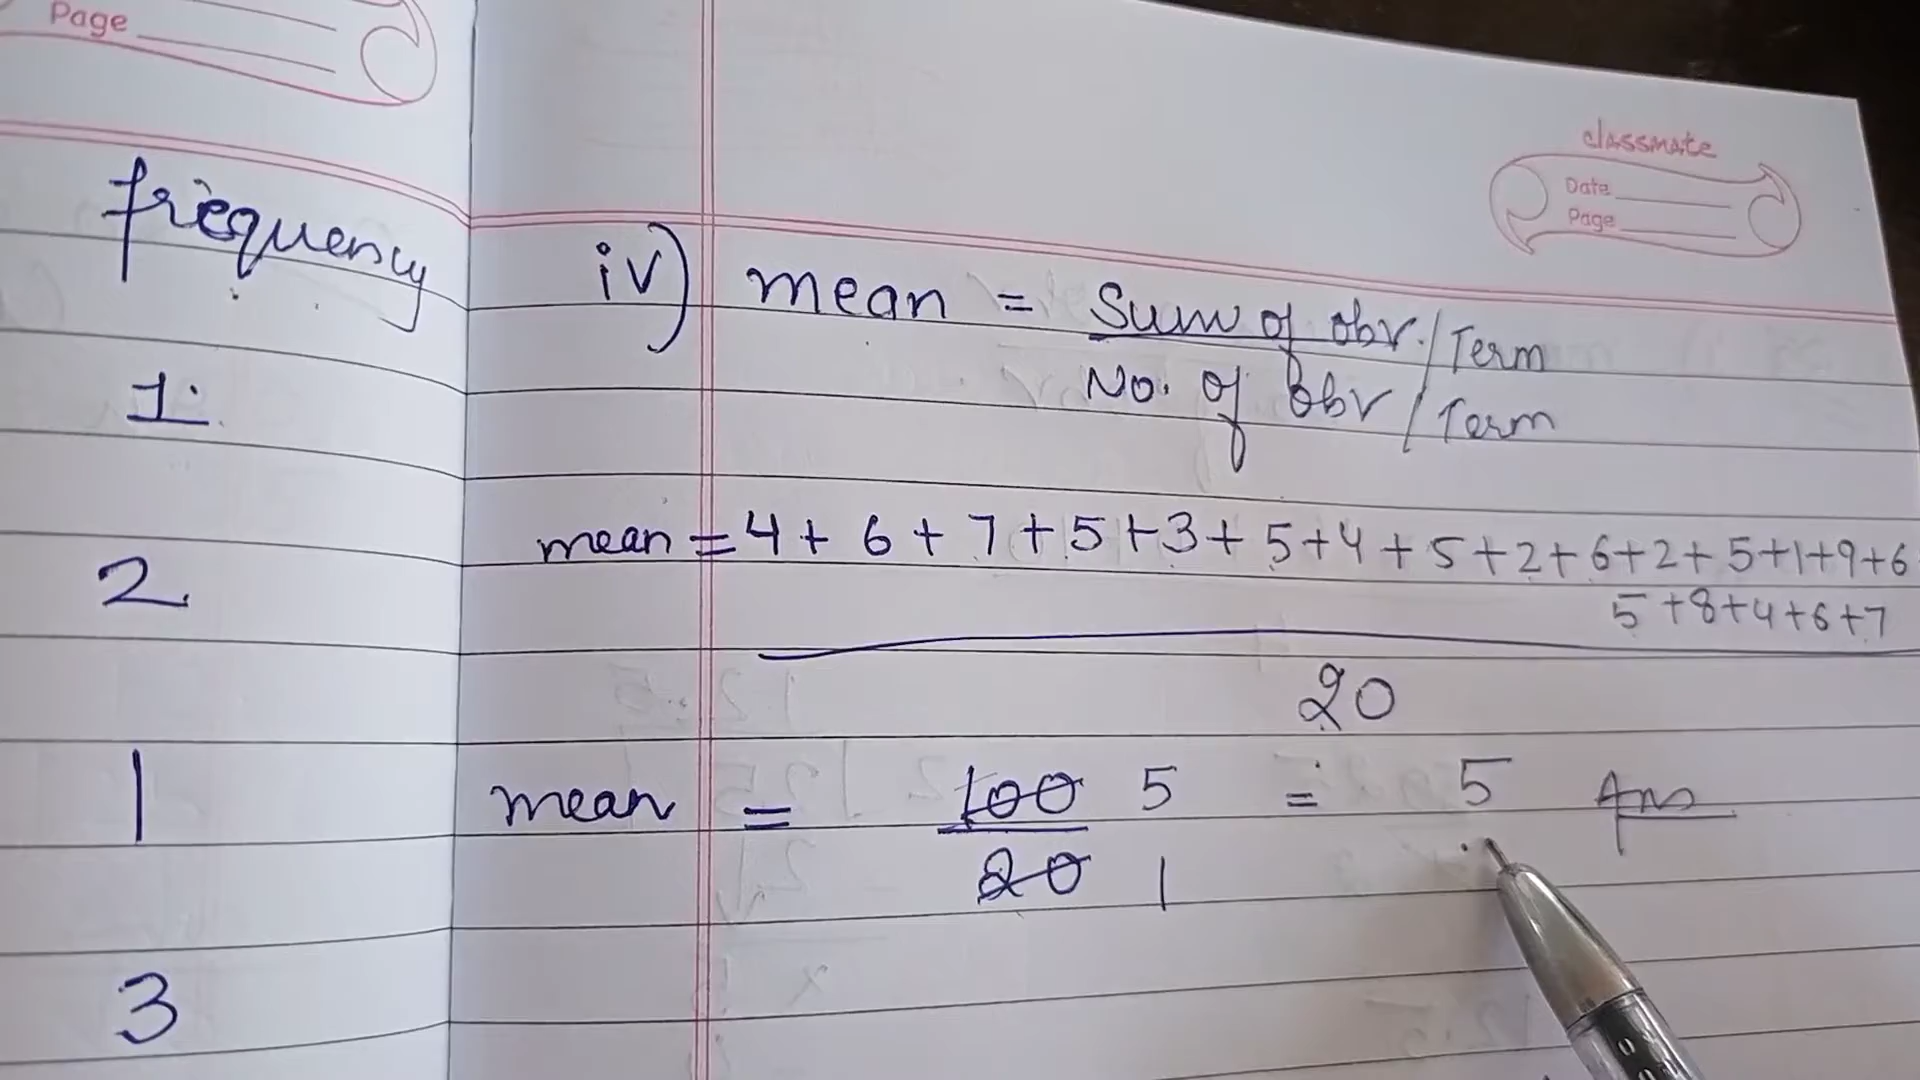 Page
frequency
1
2
1
3
classmate
Date
Page
iv) mean = Sum of obv./Term
No. of obv/Term
mean = 4 + 6 + 7 + 5 + 3 + 5 + 4 + 5 + 2 + 6 + 2 + 5 + 1 + 9 + 6
5 + 8 + 4 + 6 + 7
20
mean = 100 5 = 5 Ans
20 1